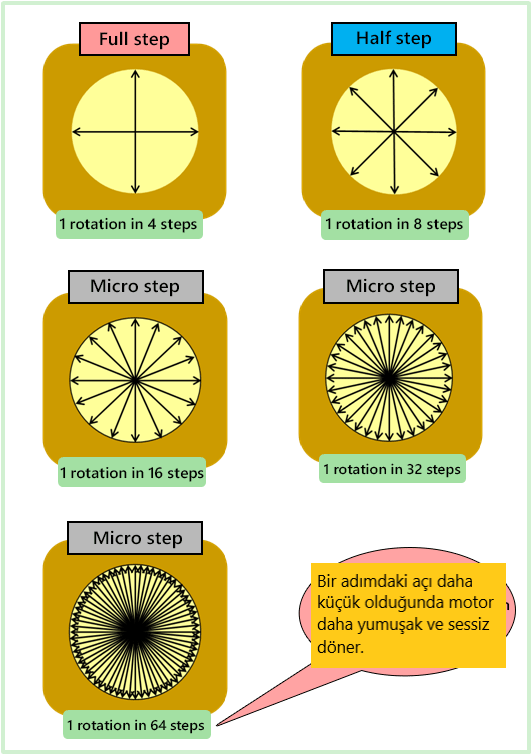 Full step
Half step
1 rotation in 4 steps
1 rotation in 8 steps
Micro step
Micro step
1 rotation in 16 steps
1 rotation in 32 steps
Micro step
Bir adımdaki açı daha
küçük olduğunda motor
daha yumuşak ve sessiz
döner.
1 rotation in 64 steps